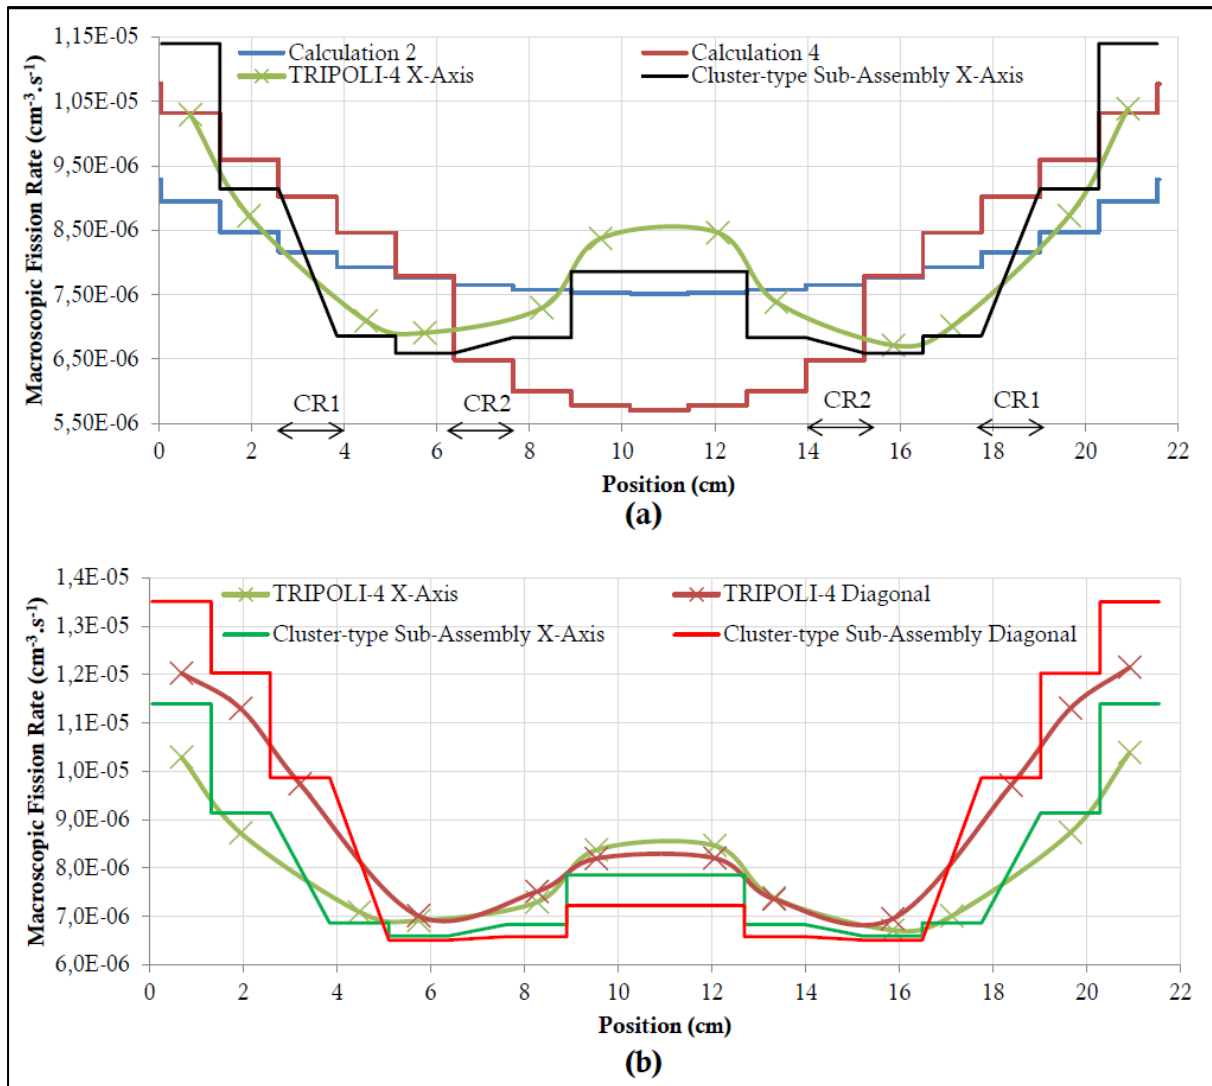 1,15E-05
1,05E-05
9,50E-06
8,50E-06
7,50E-06
6,50E-06
5,50E-06
Macroscopic Fission Rate (cm⁻³.s⁻¹)
Calculation 2
Calculation 4
TRIPOLI-4 X-Axis
Cluster-type Sub-Assembly X-Axis
CR1
CR2
CR2
CR1
0 2 4 6 8 10 12 14 16 18 20 22
Position (cm)
(a)
1,4E-05
1,3E-05
1,2E-05
1,1E-05
1,0E-05
9,0E-06
8,0E-06
7,0E-06
6,0E-06
Macroscopic Fission Rate (cm⁻³.s⁻¹)
TRIPOLI-4 X-Axis
TRIPOLI-4 Diagonal
Cluster-type Sub-Assembly X-Axis
Cluster-type Sub-Assembly Diagonal
0 2 4 6 8 10 12 14 16 18 20 22
Position (cm)
(b)